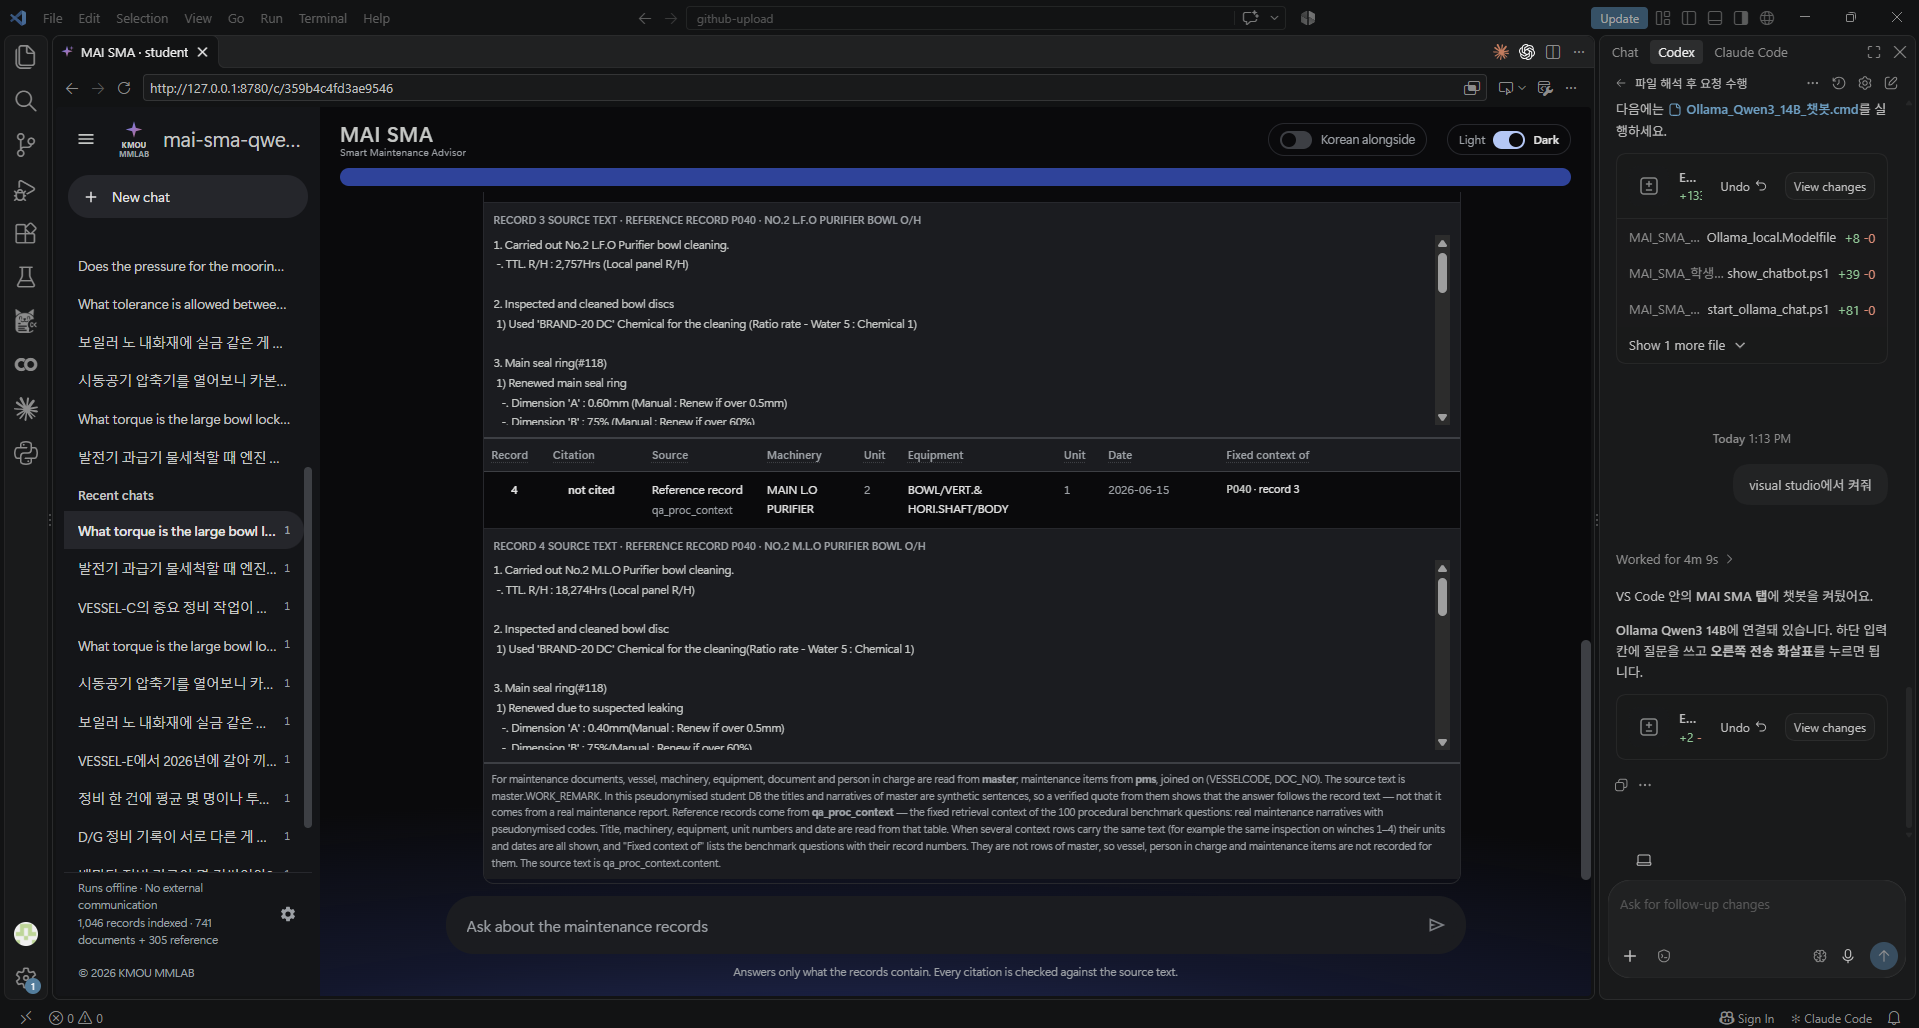 File Edit Selection View Go Run Terminal Help
github-upload
Update
MAI SMA · student
http://127.0.0.1:8780/c/359b4c4fd3ae9546
KMOU
MMLAB
mai-sma-qwe...
New chat
Does the pressure for the moorin...
What tolerance is allowed betwee...
보일러 노 내화재에 실금 같은 게 ...
시동공기 압축기를 열어보니 카본...
What torque is the large bowl lock...
발전기 과급기 물세척할 때 엔진 ...
Recent chats
What torque is the large bowl l... 1
발전기 과급기 물세척할 때 엔진... 1
VESSEL-C의 중요 정비 작업이 ... 1
What torque is the large bowl lo... 1
시동공기 압축기를 열어보니 카... 1
보일러 노 내화재에 실금 같은 ... 1
VESSEL-E에서 2026년에 갈아 끼... 1
정비 한 건에 평균 몇 명이나 투... 1
D/G 정비 기록이 서로 다른 게 ... 1
Runs offline · No external
communication
1,046 records indexed · 741
documents + 305 reference
© 2026 KMOU MMLAB
MAI SMA
Smart Maintenance Advisor
Korean alongside
Light Dark
RECORD 3 SOURCE TEXT · REFERENCE RECORD P040 · NO.2 L.F.O PURIFIER BOWL O/H
1. Carried out No.2 L.F.O Purifier bowl cleaning.
-. TTL. R/H : 2,757Hrs (Local panel R/H)
2. Inspected and cleaned bowl discs
1) Used 'BRAND-20 DC' Chemical for the cleaning (Ratio rate - Water 5 : Chemical 1)
3. Main seal ring(#118)
1) Renewed main seal ring
-. Dimension 'A' : 0.60mm (Manual : Renew if over 0.5mm)
-. Dimension 'B' : 75% (Manual : Renew if over 60%)
Record Citation Source Machinery Unit Equipment Unit Date Fixed context of
4 not cited Reference record MAIN L.O 2 BOWL/VERT.& 1 2026-06-15 P040 · record 3
qa_proc_context PURIFIER HORI.SHAFT/BODY
RECORD 4 SOURCE TEXT · REFERENCE RECORD P040 · NO.2 M.L.O PURIFIER BOWL O/H
1. Carried out No.2 M.L.O Purifier bowl cleaning.
-. TTL. R/H : 18,274Hrs (Local panel R/H)
2. Inspected and cleaned bowl disc
1) Used 'BRAND-20 DC' Chemical for the cleaning(Ratio rate - Water 5 : Chemical 1)
3. Main seal ring(#118)
1) Renewed due to suspected leaking
-. Dimension 'A' : 0.40mm(Manual : Renew if over 0.5mm)
-. Dimension 'B' : 75%(Manual : Renew if over 60%)
For maintenance documents, vessel, machinery, equipment, document and person in charge are read from master; maintenance items from pms, joined on (VESSELCODE, DOC_NO). The source text is
master.WORK_REMARK. In this pseudonymised student DB the titles and narratives of master are synthetic sentences, so a verified quote from them shows that the answer follows the record text — not that it
comes from a real maintenance report. Reference records come from qa_proc_context — the fixed retrieval context of the 100 procedural benchmark questions: real maintenance narratives with
pseudonymised codes. Title, machinery, equipment, unit numbers and date are read from that table. When several context rows carry the same text (for example the same inspection on winches 1–4) their units
and dates are all shown, and "Fixed context of" lists the benchmark questions with their record numbers. They are not rows of master, so vessel, person in charge and maintenance items are not recorded for
them. The source text is qa_proc_context.content.
Ask about the maintenance records
Answers only what the records contain. Every citation is checked against the source text.
Chat Codex Claude Code
파일 해석 후 요청 수행
다음에는 Ollama_Qwen3_14B_챗봇.cmd를 실
행하세요.
E... Undo View changes
MAI_SMA_... Ollama_local.Modelfile +8 -0
MAI_SMA_学生... show_chatbot.ps1 +39 -0
MAI_SMA_... start_ollama_chat.ps1 +81 -0
Show 1 more file
Today 1:13 PM
visual studio에서 켜줘
Worked for 4m 9s
VS Code 안의 MAI SMA 탭에 챗봇을 켜뒀어요.
Ollama Qwen3 14B에 연결돼 있습니다. 하단 입력
칸에 질문을 쓰고 오른쪽 전송 화살표를 누르면 됩
니다.
E... Undo View changes
+2 -
Ask for follow-up changes
1
0 0
Sign In Claude Code